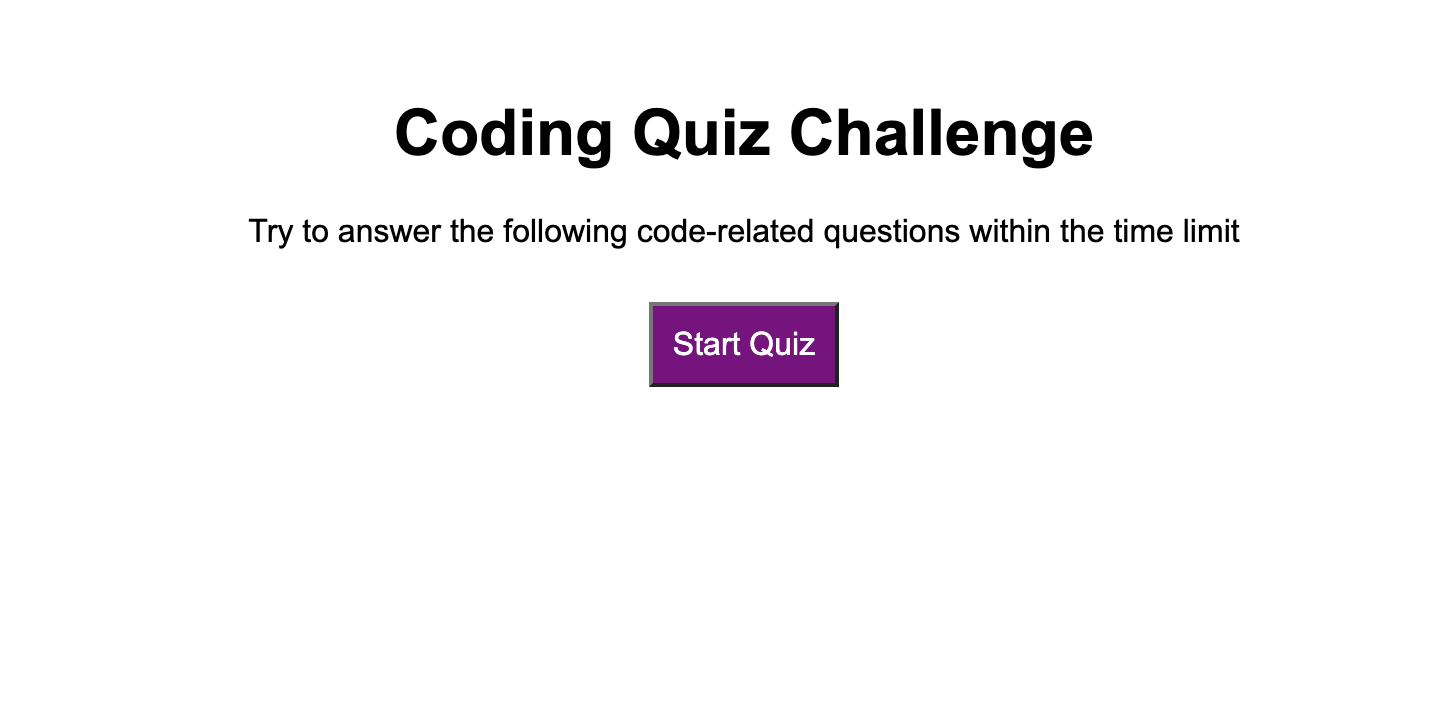 Coding Quiz Challenge
Try to answer the following code-related questions within the time limit
Start Quiz